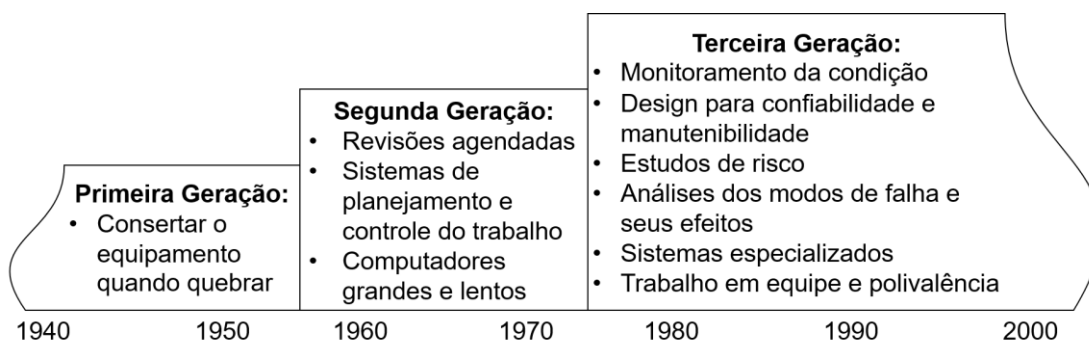 Primeira Geração:
• Consertar o
equipamento
quando quebrar
Segunda Geração:
• Revisões agendadas
• Sistemas de
planejamento e
controle do trabalho
• Computadores
grandes e lentos
Terceira Geração:
• Monitoramento da condição
• Design para confiabilidade e
manutenibilidade
• Estudos de risco
• Análises dos modos de falha e
seus efeitos
• Sistemas especializados
• Trabalho em equipe e polivalência
1940 1950 1960 1970 1980 1990 2000